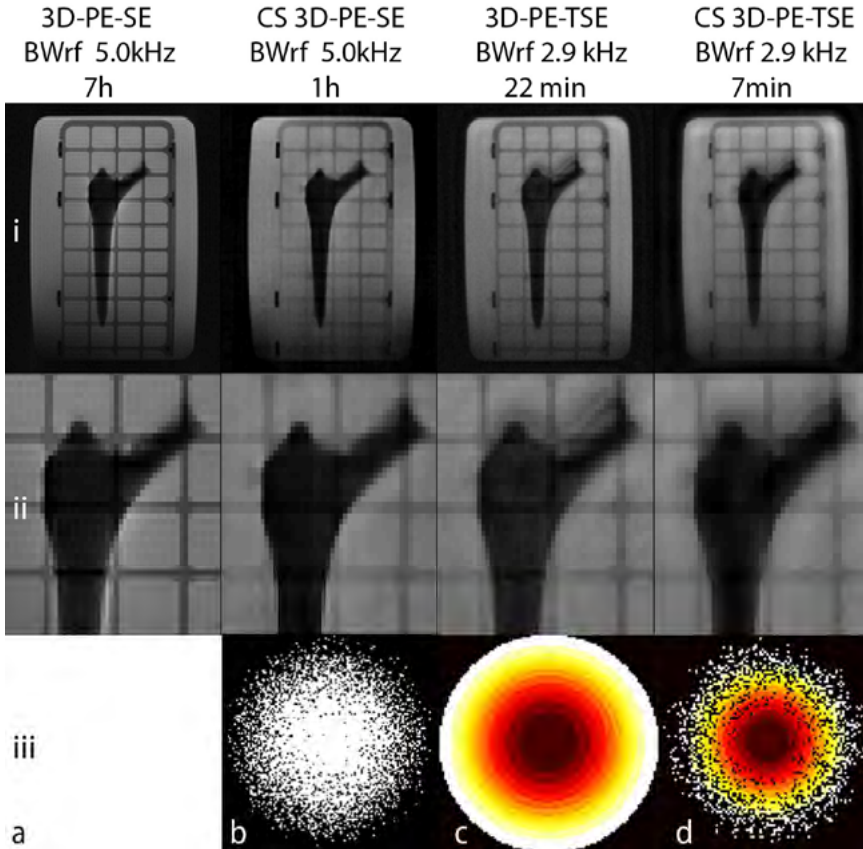 3D-PE-SE
BWrf 5.0kHz
7h
CS 3D-PE-SE
BWrf 5.0kHz
1h
3D-PE-TSE
BWrf 2.9 kHz
22 min
CS 3D-PE-TSE
BWrf 2.9 kHz
7min
i
ii
iii
a
b
c
d